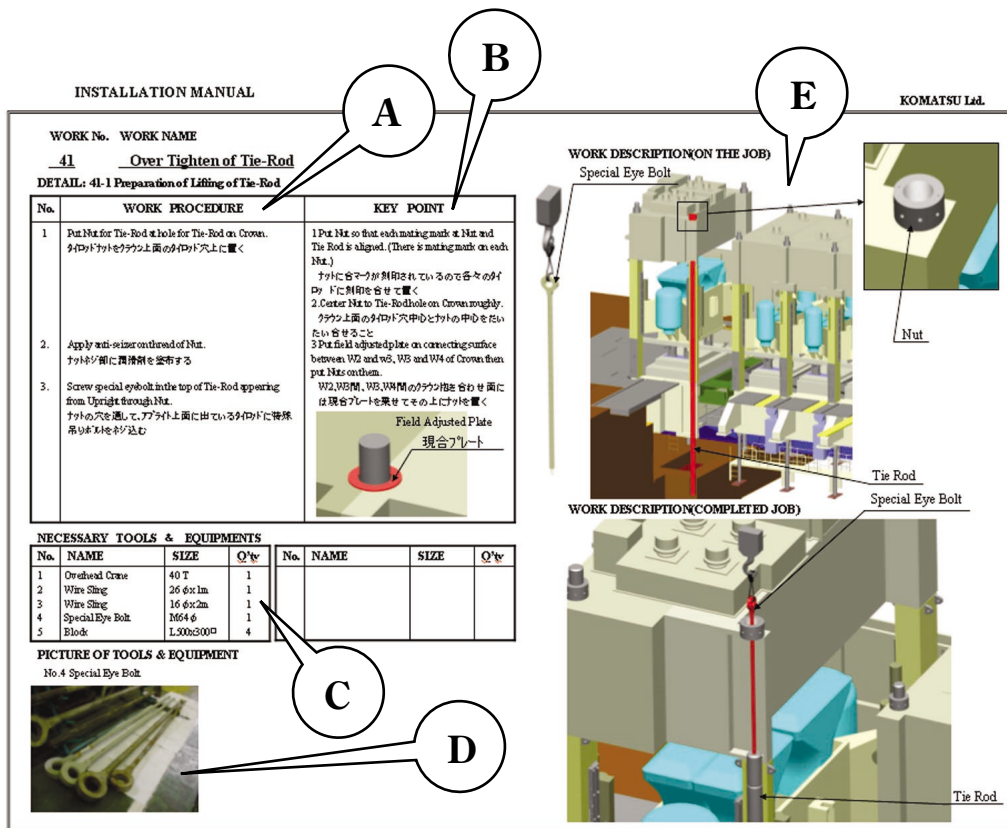 INSTALLATION MANUAL
KOMATSU Ltd.
A
B
C
D
E
WORK No. WORK NAME
41 Over Tighten of Tie-Rod
DETAIL: 41-1 Preparation of Lifting of Tie-Rod
No. WORK PROCEDURE KEY POINT
1 Put Nut for Tie-Rod at hole for Tie-Rod on Crown.
タイロッドナットをクラウン上面のタイロッド穴上に置く
2. Apply anti-seizer on thread of Nut.
ナットネジ部に潤滑剤を塗布する
3. Screw special eyebolt in the top of Tie-Rod appearing
from Upright through Nut.
ナットの穴を通して、アプライト上面に出ているタイロッドに特殊
吊りボルトをネジ込む
1 Put Nut so that each mating mark at Nut and
Tie Rod is aligned. (There is mating mark on each
Nut.)
ナットに合マークが刻印されているので各々のタイ
ロッドに刻印を合せて置く
2. Center Nut to Tie-Rod hole on Crown roughly.
クラウン上面のタイロッド穴中心とナットの中心をだい
たい合せること
3 Put field adjusted plate on connecting surface
between W2 and w3, W3 and W4 of Crown then
put Nuts on them.
W2,W3間、W3,W4間のクラウン抱き合わせ面に
は現合プレートを乗せてその上にナットを置く
Field Adjusted Plate
現合プレート
NECESSARY TOOLS & EQUIPMENTS
No. NAME SIZE Q'ty No. NAME SIZE Q'ty
1 Overhead Crane 40 T 1
2 Wire Sling 26 φx1m 1
3 Wire Sling 16 φx2m 1
4 Special Eye Bolt M64 φ 1
5 Block L500x300□ 4
PICTURE OF TOOLS & EQUIPMENT
No.4 Special Eye Bolt
WORK DESCRIPTION(ON THE JOB)
Special Eye Bolt
Nut
Tie Rod
Special Eye Bolt
WORK DESCRIPTION(COMPLETED JOB)
Tie Rod